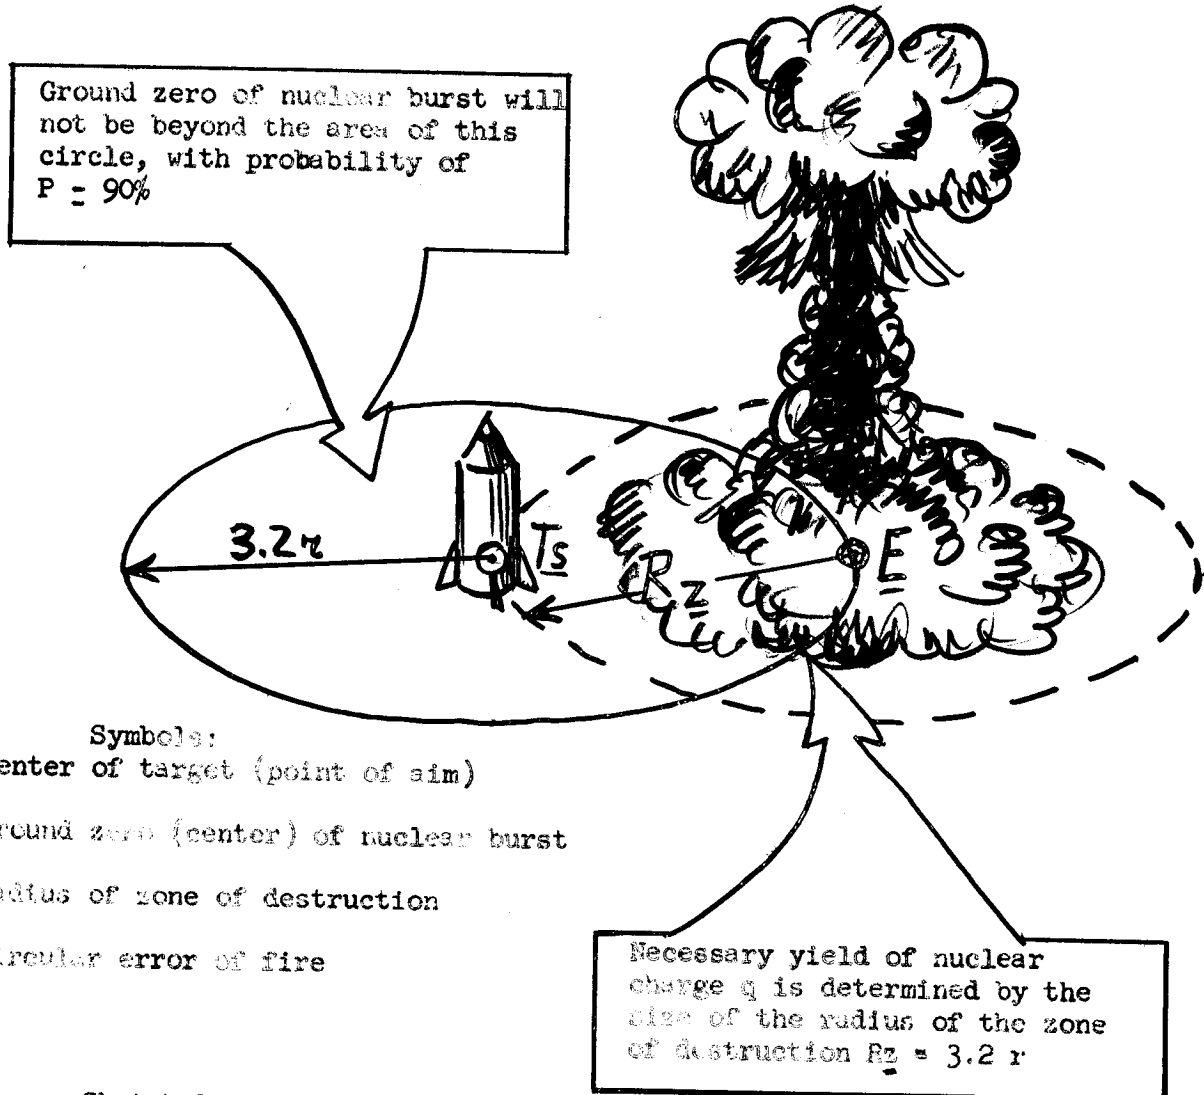 Ground zero of nuclear burst will
not be beyond the area of this
circle, with probability of
P = 90%
3.2r
Ts
Rz
E
Symbols:
enter of target (point of aim)
round zero (center) of nuclear burst
adius of zone of destruction
ircular error of fire
Necessary yield of nuclear
charge q is determined by the
size of the radius of the zone
of destruction Rz = 3.2 r